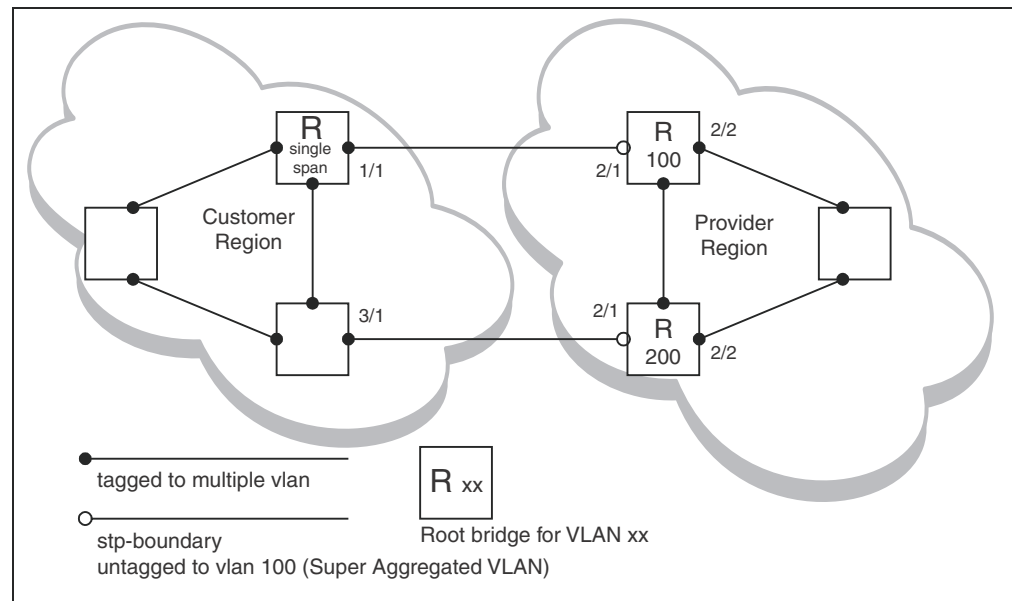 R
single
span
1/1
Customer
Region
3/1
R
100
2/2
2/1
Provider
Region
2/1
R
200
2/2
tagged to multiple vlan
stp-boundary
untagged to vlan 100 (Super Aggregated VLAN)
R xx
Root bridge for VLAN xx